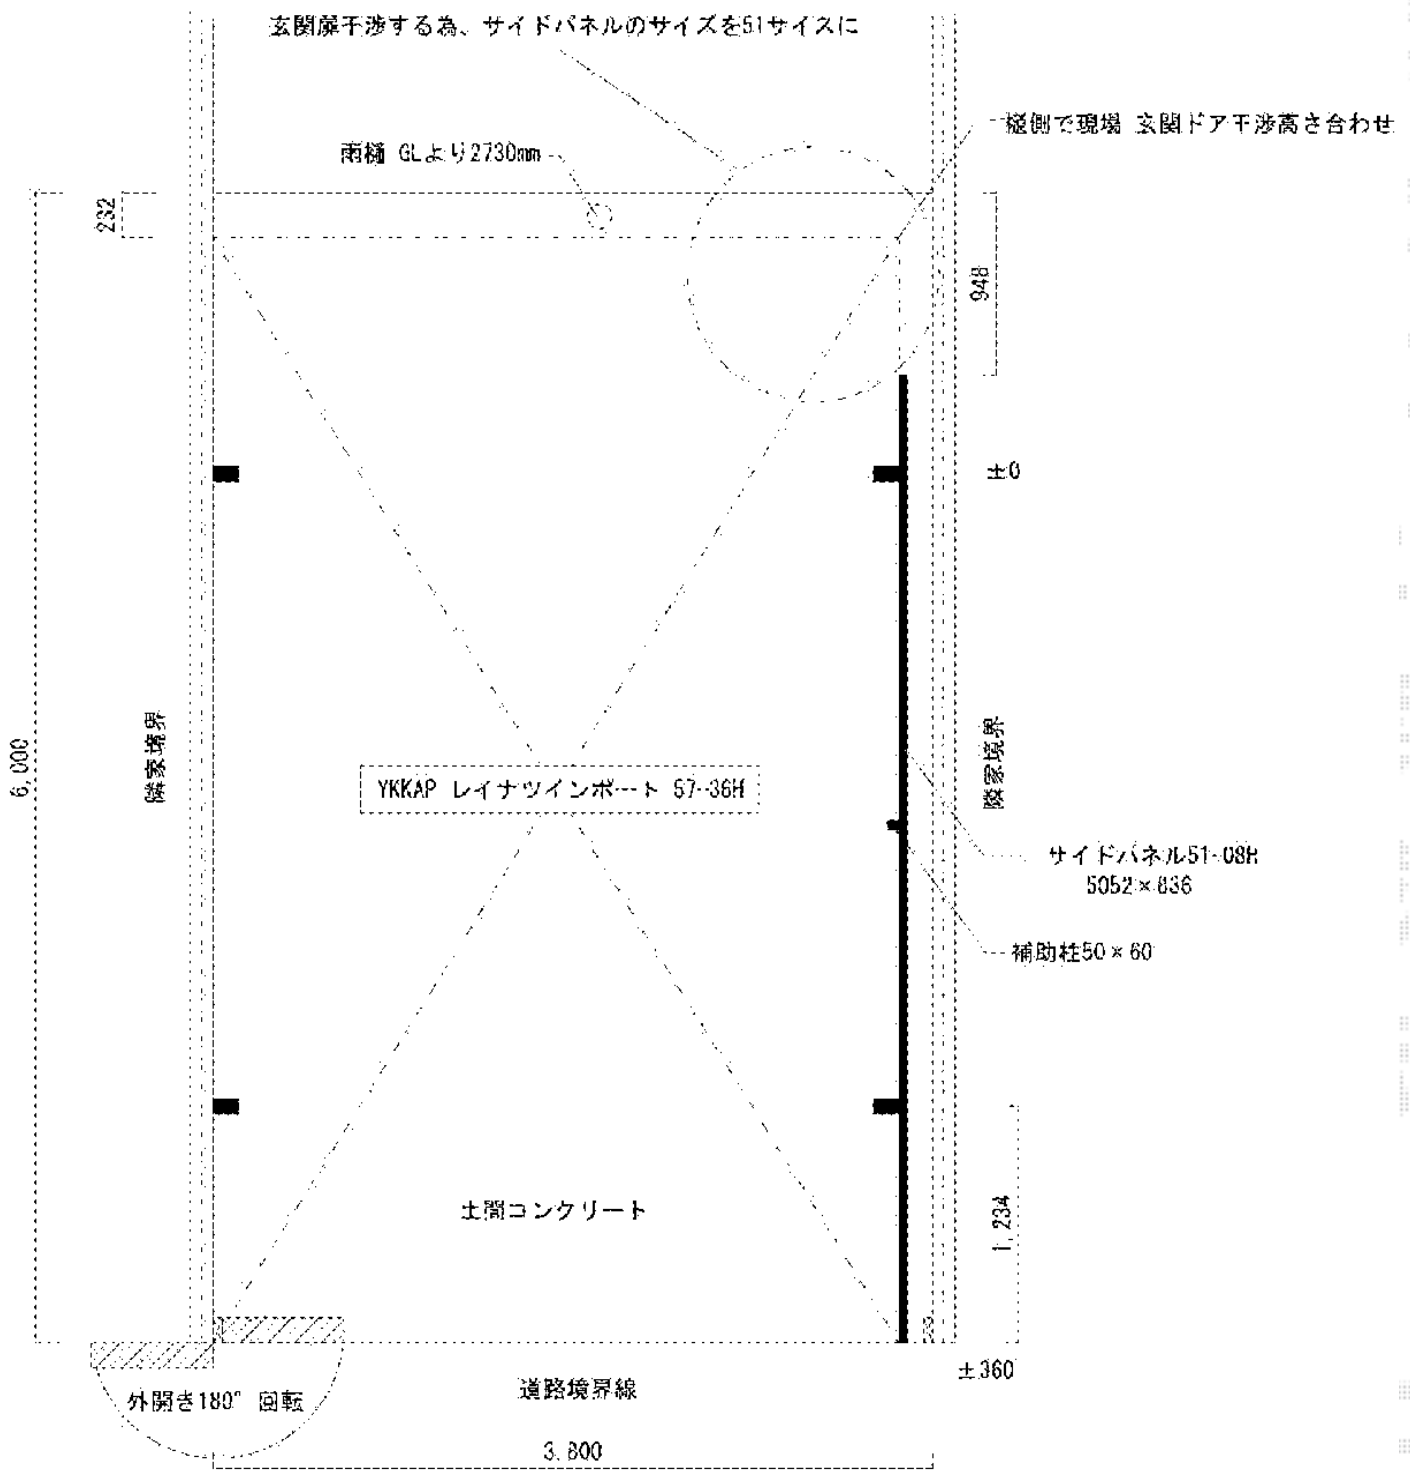 玄関扉干渉する為、サイドパネルのサイズを51サイスに
縦側で現場 玄関ドア干渉高さ合わせ
雨樋 GLより2730mm
232
948
±0
6,000
隣家境界
隣家境界
YKKAP レイナツインポート 57-36H
サイドパネル51-08H
5052×836
補助柱50×60
土間コンクリート
1,234
±360
外開き180° 回転
道路境界線
3,800